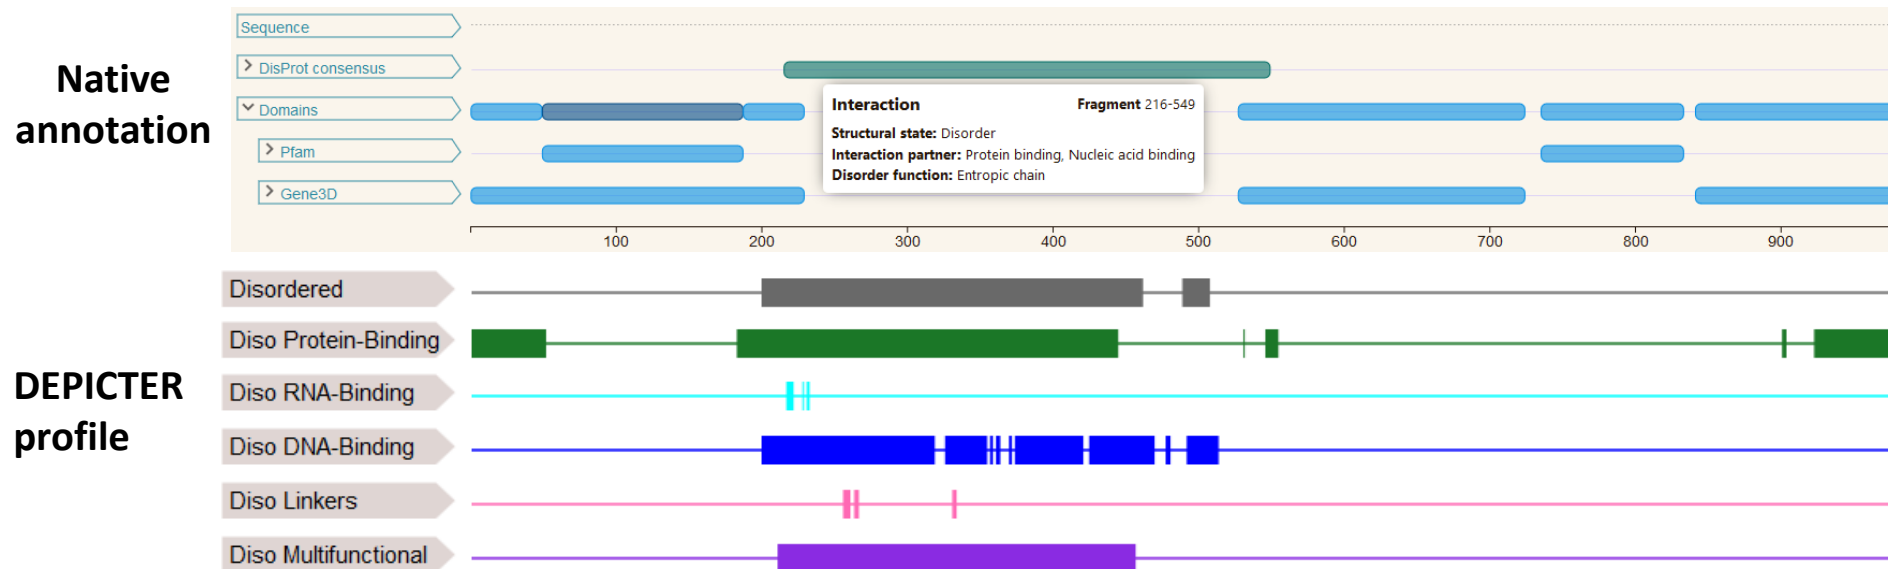 Native
annotation
Sequence
DisProt consensus
Domains
Pfam
Gene3D
Interaction Fragment 216-549
Structural state: Disorder
Interaction partner: Protein binding, Nucleic acid binding
Disorder function: Entropic chain
100 200 300 400 500 600 700 800 900
DEPICTER
profile
Disordered
Diso Protein-Binding
Diso RNA-Binding
Diso DNA-Binding
Diso Linkers
Diso Multifunctional